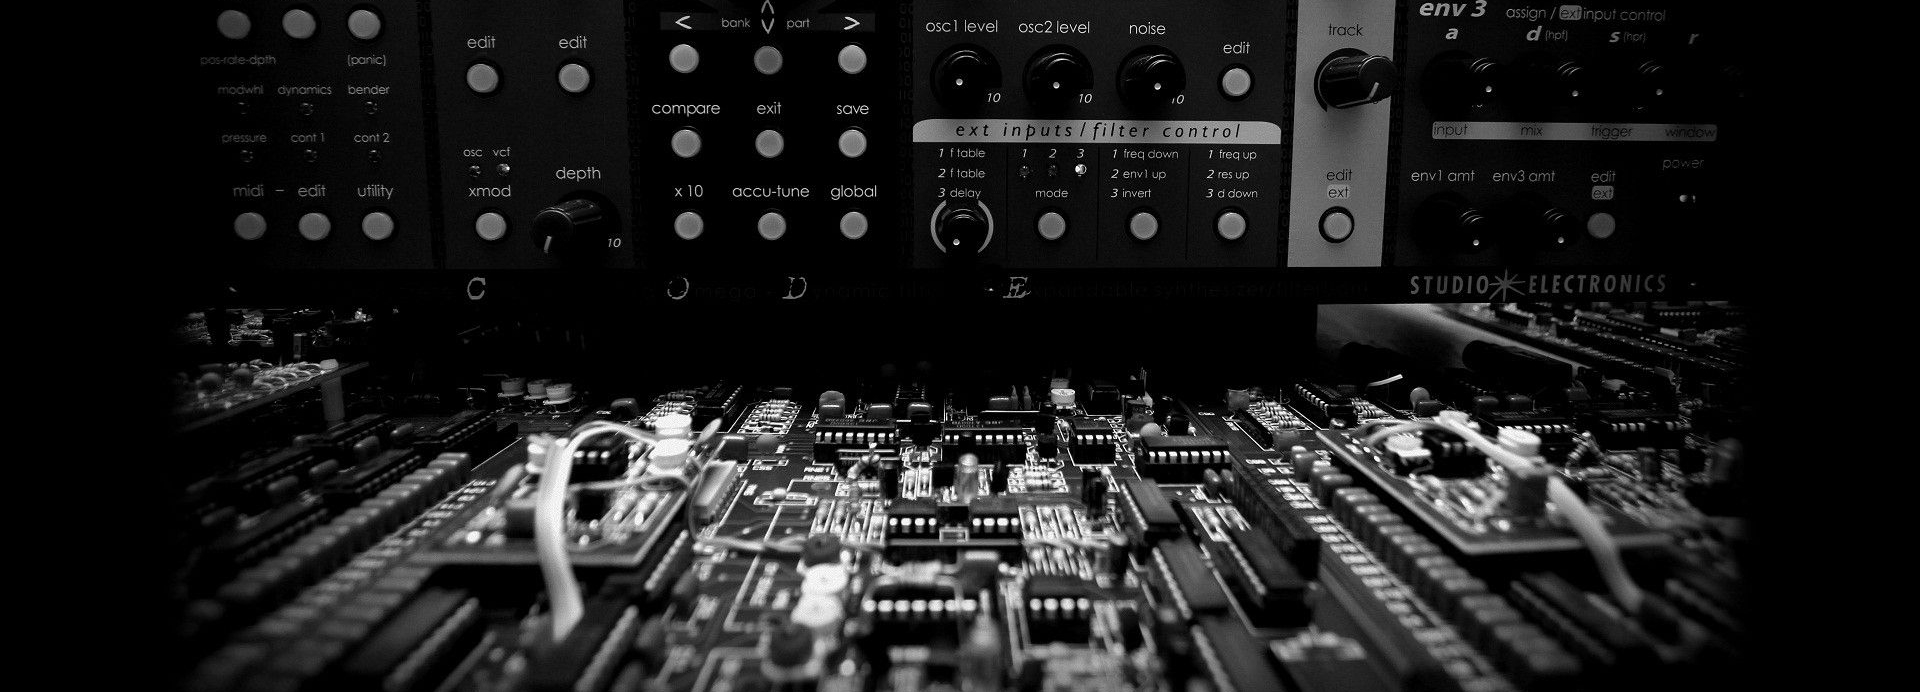 < bank part >
osc1 level osc2 level noise
track
env 3 assign / ext input control
a d (hpf) s (hpr) r
edit edit edit
pos-rate-dpth (panic)
10 10 10
modwhl dynamics bender
compare exit save
ext inputs/filter control
input mix trigger window
pressure cont 1 cont 2
osc vcf
1 f table 1 2 3 1 freq down 1 freq up
2 f table 2 env1 up 2 res up
3 delay mode 3 invert 3 d down
power
depth
edit ext
env1 amt env3 amt edit ext
midi – edit utility
xmod
x 10 accu-tune global
10
C O D E
STUDIO ELECTRONICS